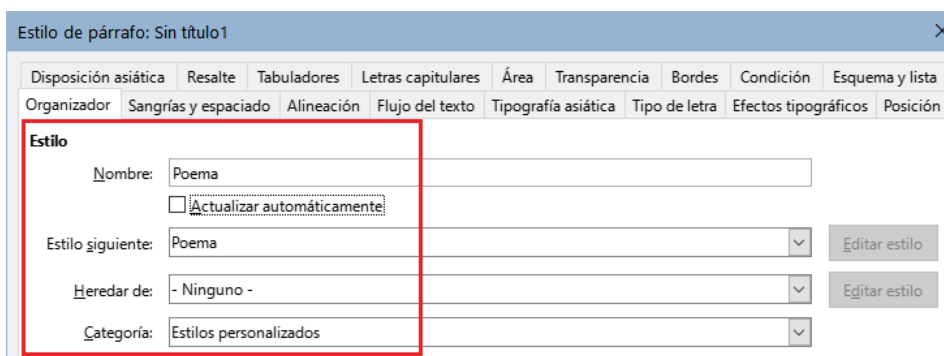 Estilo de párrafo: Sin título1
Disposición asiática Resalte Tabuladores Letras capitulares Área Transparencia Bordes Condición Esquema y lista
Organizador Sangrías y espaciado Alineación Flujo del texto Tipografía asiática Tipo de letra Efectos tipográficos Posición
Estilo
Nombre: Poema
Actualizar automáticamente
Estilo siguiente: Poema Editar estilo
Heredar de: - Ninguno - Editar estilo
Categoría: Estilos personalizados